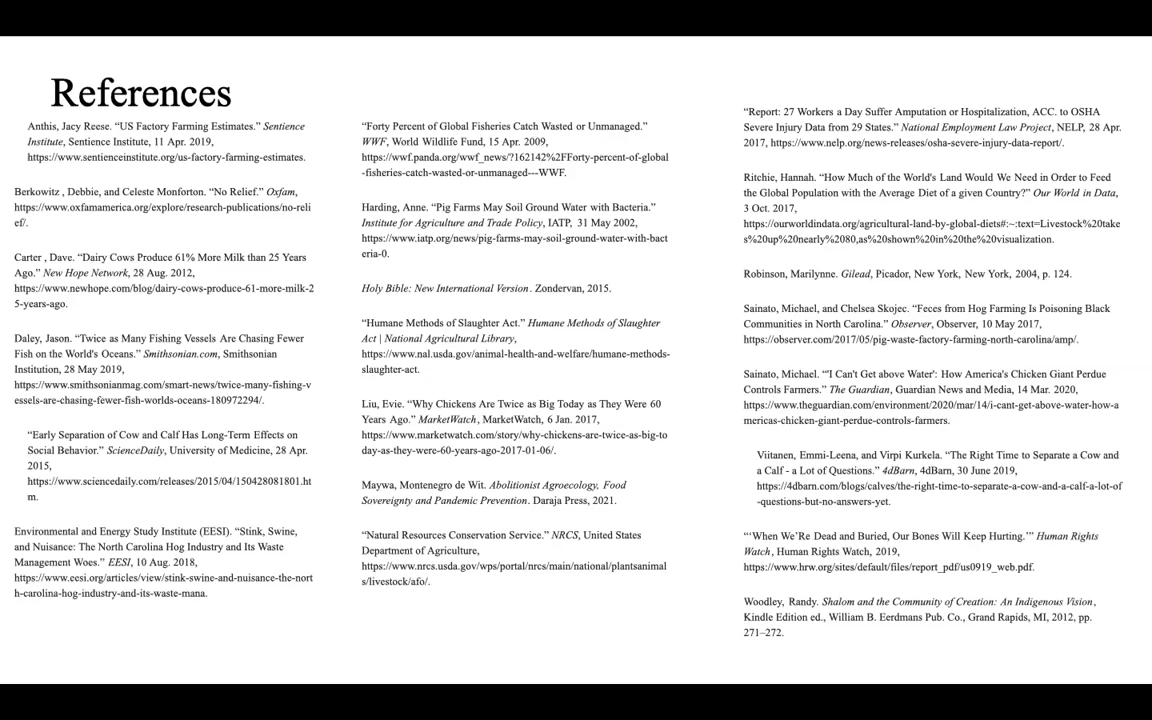 References
Anthis, Jacy Reese. “US Factory Farming Estimates.” Sentience
Institute, Sentience Institute, 11 Apr. 2019,
https://www.sentienceinstitute.org/us-factory-farming-estimates.
Berkowitz , Debbie, and Celeste Monforton. “No Relief.” Oxfam,
https://www.oxfamamerica.org/explore/research-publications/no-reli
ef/.
Carter , Dave. “Dairy Cows Produce 61% More Milk than 25 Years
Ago.” New Hope Network, 28 Aug. 2012,
https://www.newhope.com/blog/dairy-cows-produce-61-more-milk-2
5-years-ago.
Daley, Jason. “Twice as Many Fishing Vessels Are Chasing Fewer
Fish on the World's Oceans.” Smithsonian.com, Smithsonian
Institution, 28 May 2019,
https://www.smithsonianmag.com/smart-news/twice-many-fishing-v
essels-are-chasing-fewer-fish-worlds-oceans-180972294/.
“Early Separation of Cow and Calf Has Long-Term Effects on
Social Behavior.” ScienceDaily, University of Medicine, 28 Apr.
2015,
https://www.sciencedaily.com/releases/2015/04/150428081801.ht
m.
Environmental and Energy Study Institute (EESI). “Stink, Swine,
and Nuisance: The North Carolina Hog Industry and Its Waste
Management Woes.” EESI, 10 Aug. 2018,
https://www.eesi.org/articles/view/stink-swine-and-nuisance-the-nort
h-carolina-hog-industry-and-its-waste-mana.
“Forty Percent of Global Fisheries Catch Wasted or Unmanaged.”
WWF, World Wildlife Fund, 15 Apr. 2009,
https://wwf.panda.org/wwf_news/?162142%2FForty-percent-of-global
-fisheries-catch-wasted-or-unmanaged---WWF.
Harding, Anne. “Pig Farms May Soil Ground Water with Bacteria.”
Institute for Agriculture and Trade Policy, IATP, 31 May 2002,
https://www.iatp.org/news/pig-farms-may-soil-ground-water-with-bact
eria-0.
Holy Bible: New International Version. Zondervan, 2015.
“Humane Methods of Slaughter Act.” Humane Methods of Slaughter
Act | National Agricultural Library,
https://www.nal.usda.gov/animal-health-and-welfare/humane-methods-
slaughter-act.
Liu, Evie. “Why Chickens Are Twice as Big Today as They Were 60
Years Ago.” MarketWatch, MarketWatch, 6 Jan. 2017,
https://www.marketwatch.com/story/why-chickens-are-twice-as-big-to
day-as-they-were-60-years-ago-2017-01-06/.
Maywa, Montenegro de Wit. Abolitionist Agroecology, Food
Sovereignty and Pandemic Prevention. Daraja Press, 2021.
“Natural Resources Conservation Service.” NRCS, United States
Department of Agriculture,
https://www.nrcs.usda.gov/wps/portal/nrcs/main/national/plantsanimal
s/livestock/afo/.
“Report: 27 Workers a Day Suffer Amputation or Hospitalization, ACC. to OSHA
Severe Injury Data from 29 States.” National Employment Law Project, NELP, 28 Apr.
2017, https://www.nelp.org/news-releases/osha-severe-injury-data-report/.
Ritchie, Hannah. “How Much of the World's Land Would We Need in Order to Feed
the Global Population with the Average Diet of a given Country?” Our World in Data,
3 Oct. 2017,
https://ourworldindata.org/agricultural-land-by-global-diets#:~:text=Livestock%20take
s%20up%20nearly%2080,as%20shown%20in%20the%20visualization.
Robinson, Marilynne. Gilead, Picador, New York, New York, 2004, p. 124.
Sainato, Michael, and Chelsea Skojec. “Feces from Hog Farming Is Poisoning Black
Communities in North Carolina.” Observer, Observer, 10 May 2017,
https://observer.com/2017/05/pig-waste-factory-farming-north-carolina/amp/.
Sainato, Michael. “'I Can't Get above Water': How America's Chicken Giant Perdue
Controls Farmers.” The Guardian, Guardian News and Media, 14 Mar. 2020,
https://www.theguardian.com/environment/2020/mar/14/i-cant-get-above-water-how-a
mericas-chicken-giant-perdue-controls-farmers.
Viitanen, Emmi-Leena, and Virpi Kurkela. “The Right Time to Separate a Cow and
a Calf - a Lot of Questions.” 4dBarn, 4dBarn, 30 June 2019,
https://4dbarn.com/blogs/calves/the-right-time-to-separate-a-cow-and-a-calf-a-lot-of
-questions-but-no-answers-yet.
“‘When We’Re Dead and Buried, Our Bones Will Keep Hurting.’” Human Rights
Watch, Human Rights Watch, 2019,
https://www.hrw.org/sites/default/files/report_pdf/us0919_web.pdf.
Woodley, Randy. Shalom and the Community of Creation: An Indigenous Vision,
Kindle Edition ed., William B. Eerdmans Pub. Co., Grand Rapids, MI, 2012, pp.
271–272.